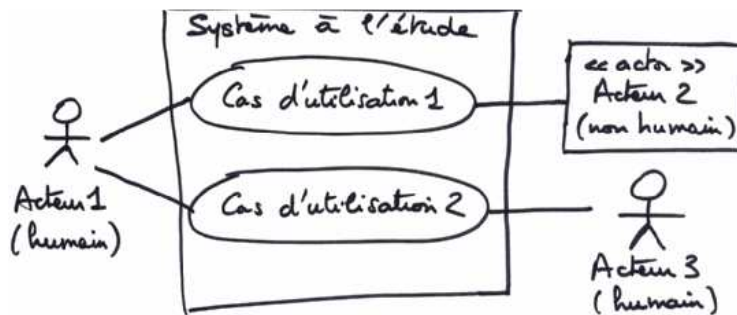 Système à l'étude
Cas d'utilisation 1
<< actor >>
Acteur 2
(non humain)
Acteur 1
(humain)
Cas d'utilisation 2
Acteur 3
(humain)